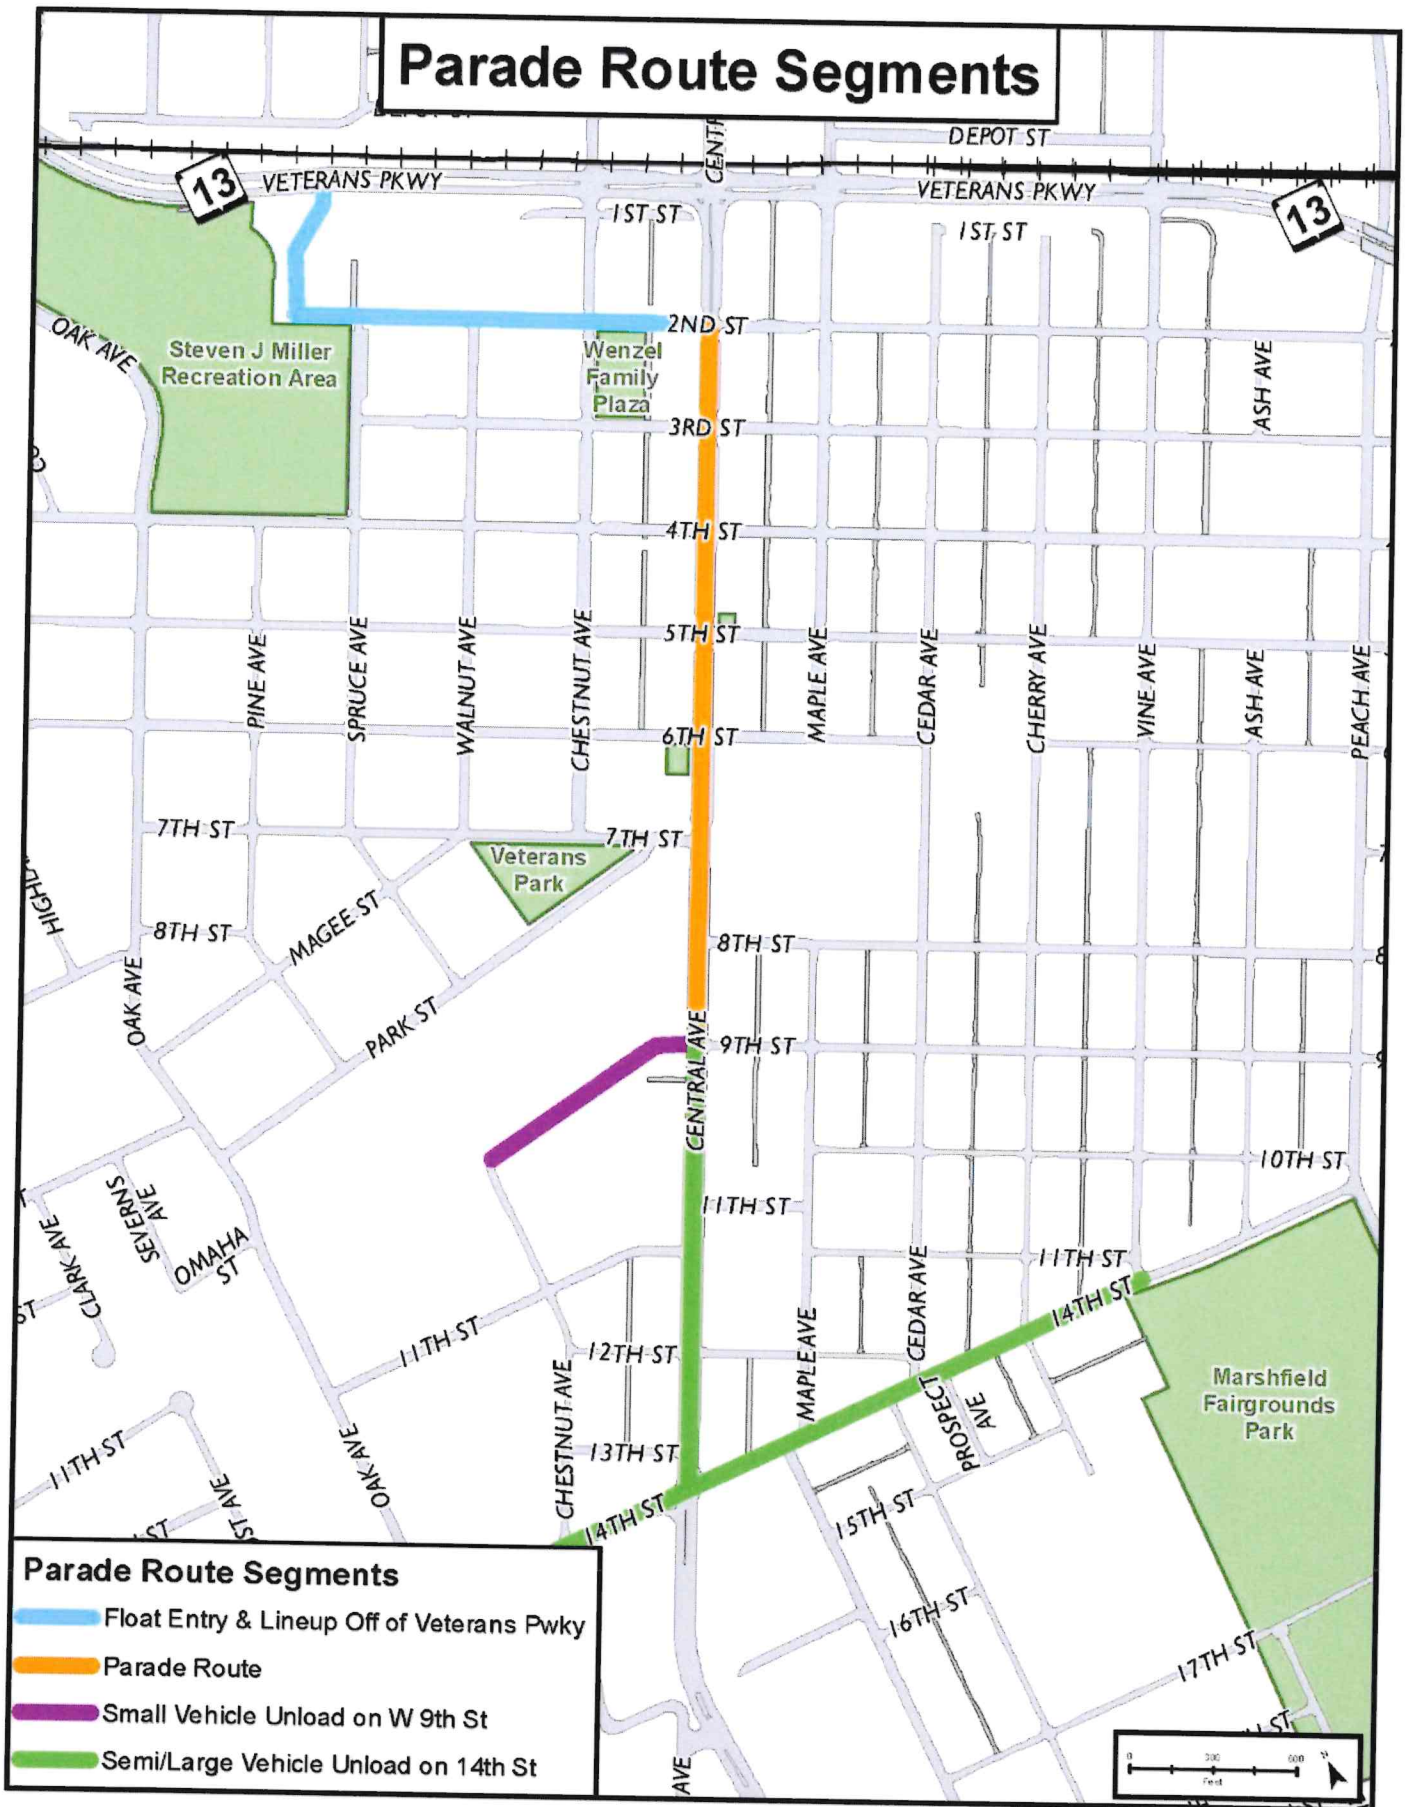 Parade Route Segments
DEPOT ST
13
VETERANS PKWY
VETERANS PKWY
13
1ST ST
1ST ST
2ND ST
OAK AVE
Steven J Miller
Recreation Area
Wenzel
Family
Plaza
ASH AVE
3RD ST
4TH ST
5TH ST
PINE AVE
SPRUCE AVE
WALNUT AVE
CHESTNUT AVE
MAPLE AVE
CEDAR AVE
CHERRY AVE
VINE AVE
ASH AVE
PEACH AVE
6TH ST
7TH ST
7TH ST
Veterans
Park
8TH ST
MAGEE ST
8TH ST
OAK AVE
PARK ST
CENTRAL AVE
9TH ST
10TH ST
SEVERNS
AVE
11TH ST
CLARK AVE
OMAHA
ST
CEDAR AVE
11TH ST
14TH ST
11TH ST
12TH ST
MAPLE AVE
CHESTNUT AVE
PROSPECT
AVE
Marshfield
Fairgrounds
Park
11TH ST
OAK AVE
13TH ST
ST AVE
14TH ST
15TH ST
16TH ST
17TH ST
AVE
Parade Route Segments
Float Entry & Lineup Off of Veterans Pwky
Parade Route
Small Vehicle Unload on W 9th St
Semi/Large Vehicle Unload on 14th St
0 300 600
Feet
N